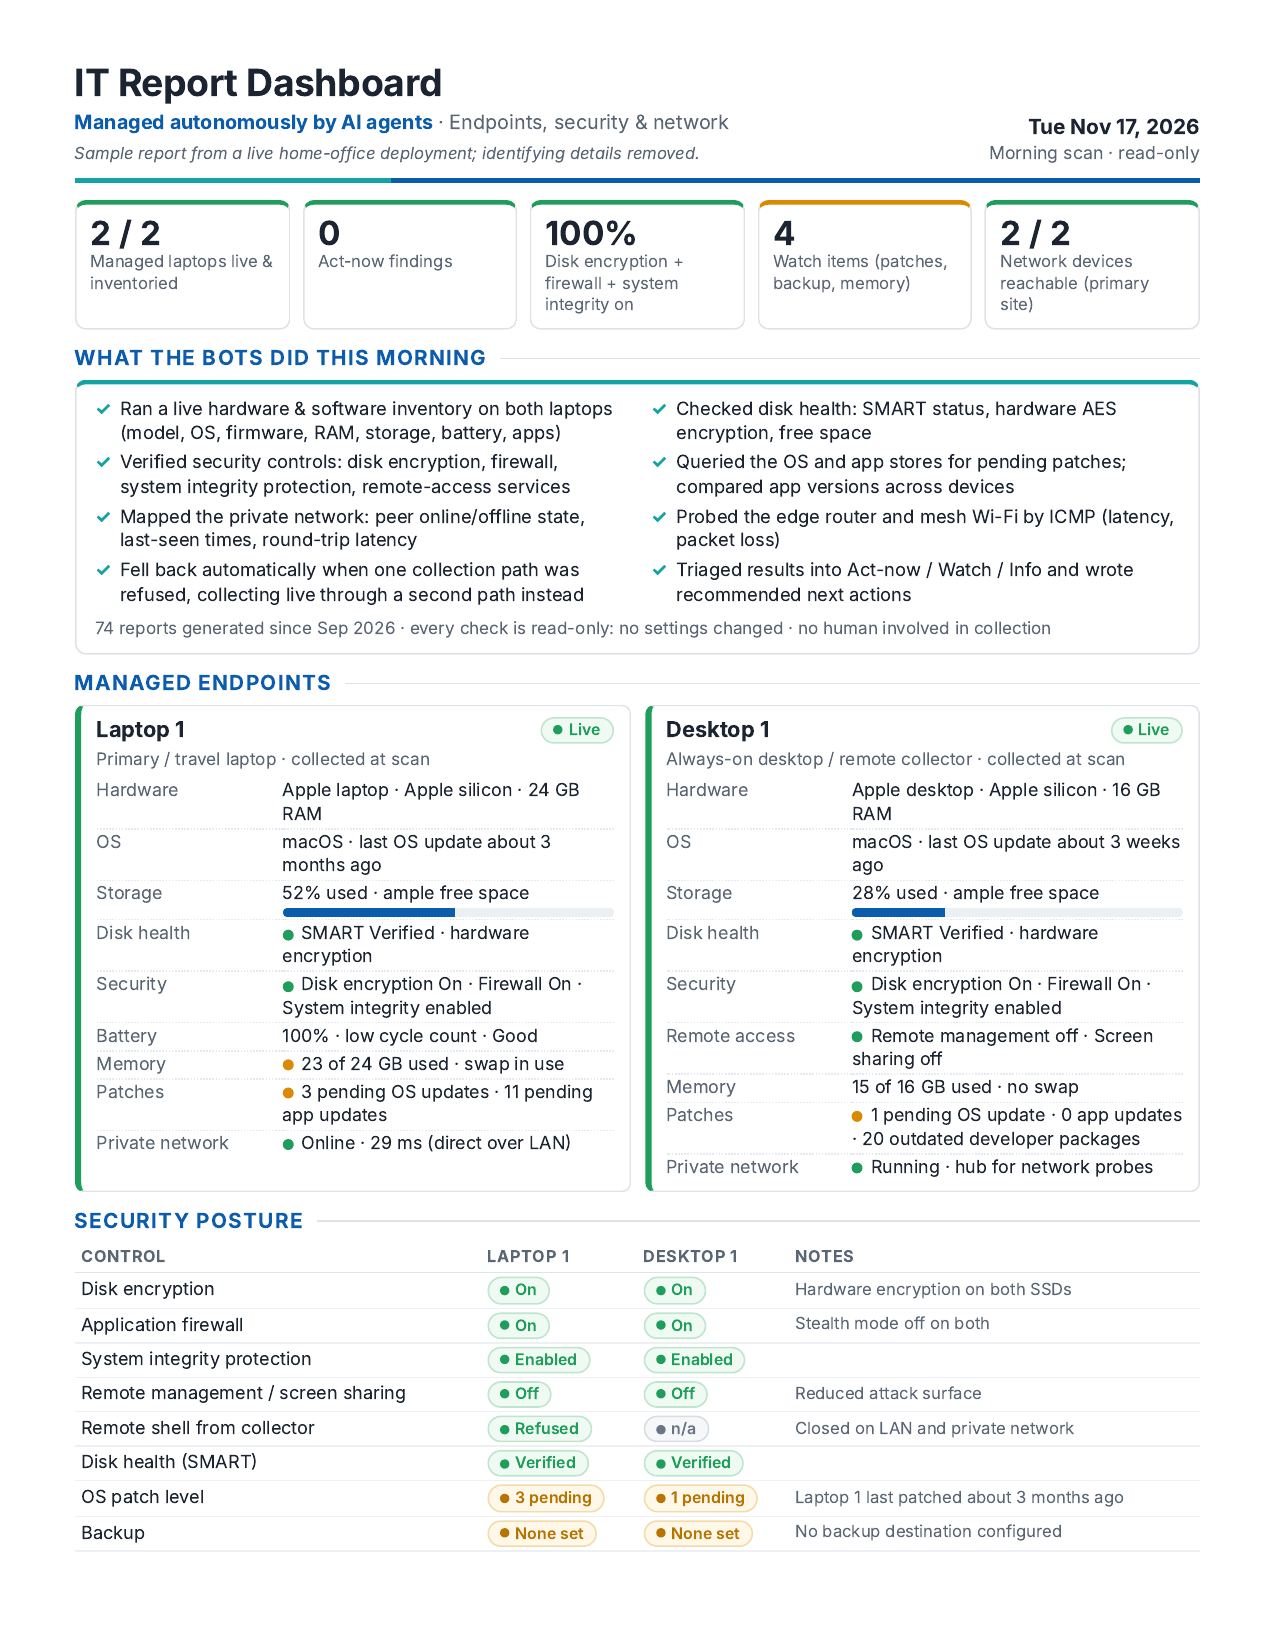 IT Report Dashboard
Managed autonomously by AI agents · Endpoints, security & network
Sample report from a live home-office deployment; identifying details removed.
Tue Nov 17, 2026
Morning scan · read-only
2 / 2
Managed laptops live &
inventoried
0
Act-now findings
100%
Disk encryption +
firewall + system
integrity on
4
Watch items (patches,
backup, memory)
2 / 2
Network devices
reachable (primary
site)
WHAT THE BOTS DID THIS MORNING
✓ Ran a live hardware & software inventory on both laptops
(model, OS, firmware, RAM, storage, battery, apps)
✓ Verified security controls: disk encryption, firewall,
system integrity protection, remote-access services
✓ Mapped the private network: peer online/offline state,
last-seen times, round-trip latency
✓ Fell back automatically when one collection path was
refused, collecting live through a second path instead
✓ Checked disk health: SMART status, hardware AES
encryption, free space
✓ Queried the OS and app stores for pending patches;
compared app versions across devices
✓ Probed the edge router and mesh Wi-Fi by ICMP (latency,
packet loss)
✓ Triaged results into Act-now / Watch / Info and wrote
recommended next actions
74 reports generated since Sep 2026 · every check is read-only: no settings changed · no human involved in collection
MANAGED ENDPOINTS
Laptop 1
● Live
Primary / travel laptop · collected at scan
Hardware Apple laptop · Apple silicon · 24 GB
RAM
OS macOS · last OS update about 3
months ago
Storage 52% used · ample free space
Disk health ● SMART Verified · hardware
encryption
Security ● Disk encryption On · Firewall On ·
System integrity enabled
Battery 100% · low cycle count · Good
Memory ● 23 of 24 GB used · swap in use
Patches ● 3 pending OS updates · 11 pending
app updates
Private network ● Online · 29 ms (direct over LAN)
Desktop 1
● Live
Always-on desktop / remote collector · collected at scan
Hardware Apple desktop · Apple silicon · 16 GB
RAM
OS macOS · last OS update about 3 weeks
ago
Storage 28% used · ample free space
Disk health ● SMART Verified · hardware
encryption
Security ● Disk encryption On · Firewall On ·
System integrity enabled
Remote access ● Remote management off · Screen
sharing off
Memory 15 of 16 GB used · no swap
Patches ● 1 pending OS update · 0 app updates
· 20 outdated developer packages
Private network ● Running · hub for network probes
SECURITY POSTURE
CONTROL LAPTOP 1 DESKTOP 1 NOTES
Disk encryption ● On ● On Hardware encryption on both SSDs
Application firewall ● On ● On Stealth mode off on both
System integrity protection ● Enabled ● Enabled
Remote management / screen sharing ● Off ● Off Reduced attack surface
Remote shell from collector ● Refused ● n/a Closed on LAN and private network
Disk health (SMART) ● Verified ● Verified
OS patch level ● 3 pending ● 1 pending Laptop 1 last patched about 3 months ago
Backup ● None set ● None set No backup destination configured